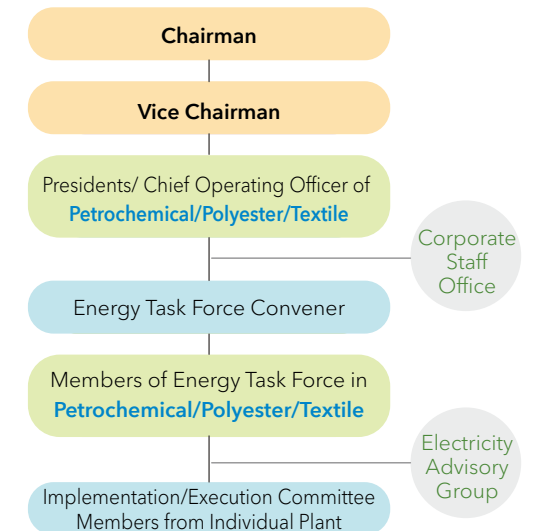 Chairman
Vice Chairman
Presidents/ Chief Operating Officer of
Petrochemical/Polyester/Textile
Corporate
Staff
Office
Energy Task Force Convener
Members of Energy Task Force in
Petrochemical/Polyester/Textile
Electricity
Advisory
Group
Implementation/Execution Committee
Members from Individual Plant